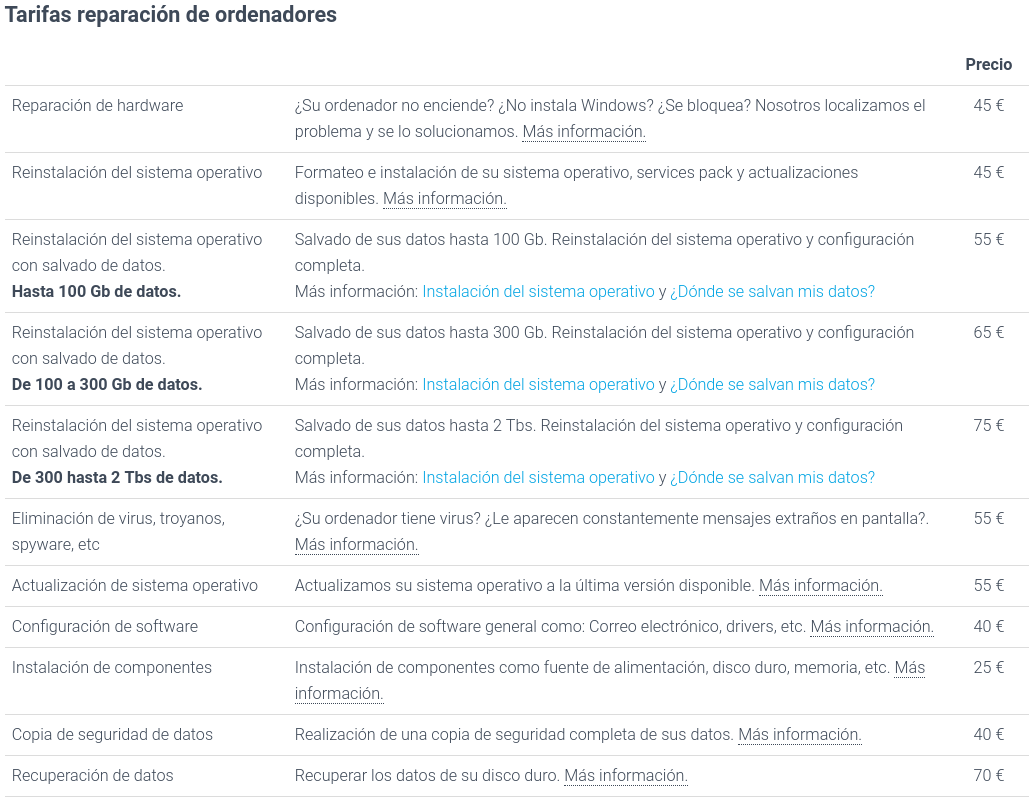 Tarifas reparación de ordenadores
Precio
Reparación de hardware
¿Su ordenador no enciende? ¿No instala Windows? ¿Se bloquea? Nosotros localizamos el
problema y se lo solucionamos. Más información.
45 €
Reinstalación del sistema operativo
Formateo e instalación de su sistema operativo, services pack y actualizaciones
disponibles. Más información.
45 €
Reinstalación del sistema operativo
con salvado de datos.
Hasta 100 Gb de datos.
Salvado de sus datos hasta 100 Gb. Reinstalación del sistema operativo y configuración
completa.
Más información: Instalación del sistema operativo y ¿Dónde se salvan mis datos?
55 €
Reinstalación del sistema operativo
con salvado de datos.
De 100 a 300 Gb de datos.
Salvado de sus datos hasta 300 Gb. Reinstalación del sistema operativo y configuración
completa.
Más información: Instalación del sistema operativo y ¿Dónde se salvan mis datos?
65 €
Reinstalación del sistema operativo
con salvado de datos.
De 300 hasta 2 Tbs de datos.
Salvado de sus datos hasta 2 Tbs. Reinstalación del sistema operativo y configuración
completa.
Más información: Instalación del sistema operativo y ¿Dónde se salvan mis datos?
75 €
Eliminación de virus, troyanos,
spyware, etc
¿Su ordenador tiene virus? ¿Le aparecen constantemente mensajes extraños en pantalla?.
Más información.
55 €
Actualización de sistema operativo
Actualizamos su sistema operativo a la última versión disponible. Más información.
55 €
Configuración de software
Configuración de software general como: Correo electrónico, drivers, etc. Más información.
40 €
Instalación de componentes
Instalación de componentes como fuente de alimentación, disco duro, memoria, etc. Más
información.
25 €
Copia de seguridad de datos
Realización de una copia de seguridad completa de sus datos. Más información.
40 €
Recuperación de datos
Recuperar los datos de su disco duro. Más información.
70 €